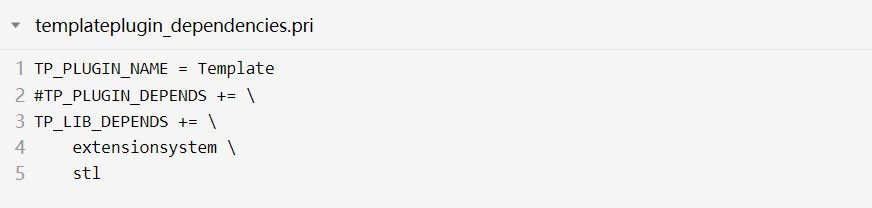 templateplugin_dependencies.pri
1 TP_PLUGIN_NAME = Template
2 #TP_PLUGIN_DEPENDS += \
3 TP_LIB_DEPENDS += \
4     extensionsystem \
5     stl